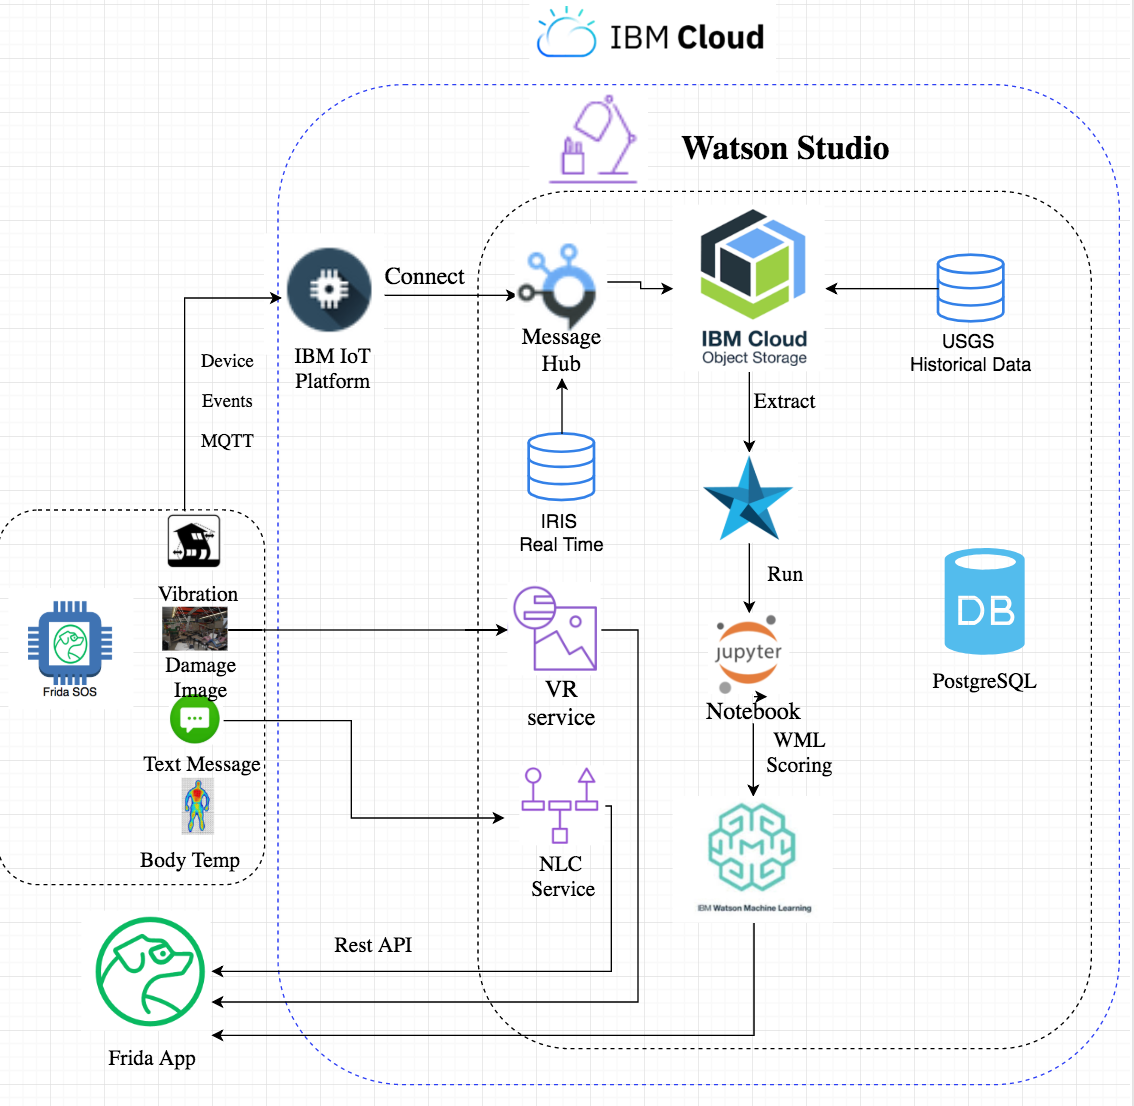 IBM Cloud
Watson Studio
Connect
IBM IoT
Platform
Message
Hub
IBM Cloud
Object Storage
USGS
Historical Data
Device
Events
MQTT
Extract
IRIS
Real Time
Run
Vibration
Frida SOS
Damage
Image
VR
service
jupyter
Notebook
DB
PostgreSQL
WML
Scoring
Text Message
Body Temp
NLC
Service
IBM Watson Machine Learning
Rest API
Frida App